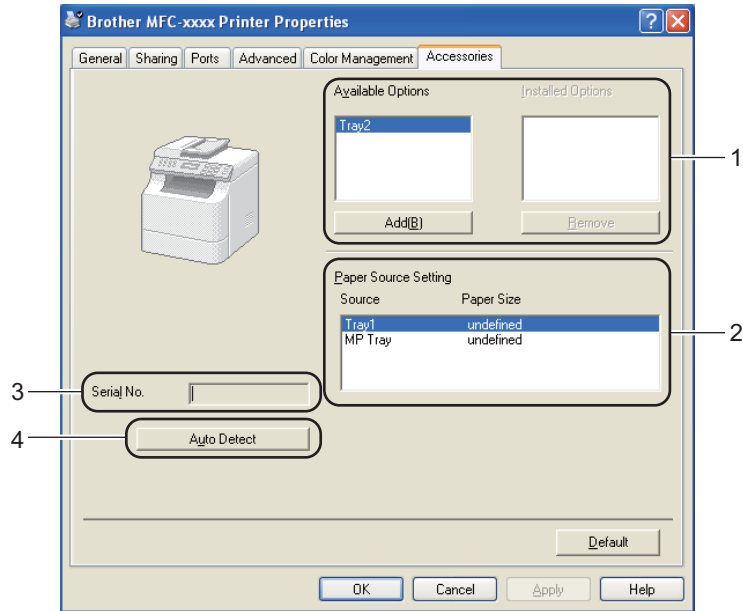 Brother MFC-xxxx Printer Properties
General Sharing Ports Advanced Color Management Accessories
Available Options Installed Options
Tray2
1
Add(B) Remove
Paper Source Setting
Source Paper Size
Tray1 undefined
MP Tray undefined
2
3 Serial No.
4 Auto Detect
Default
OK Cancel Apply Help